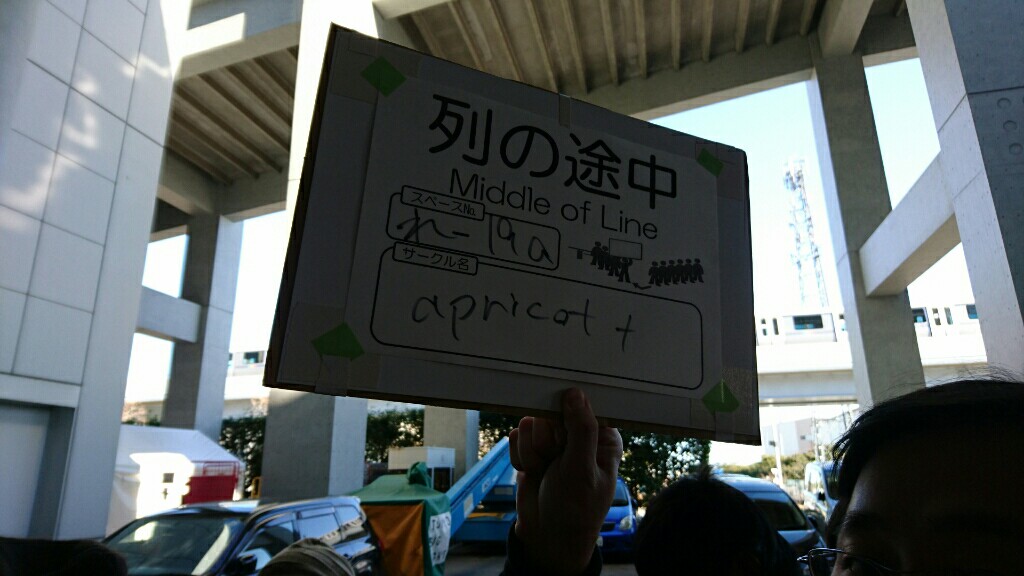 列の途中
Middle of Line
スペースNo.
れ-19a
サークル名
apricot +